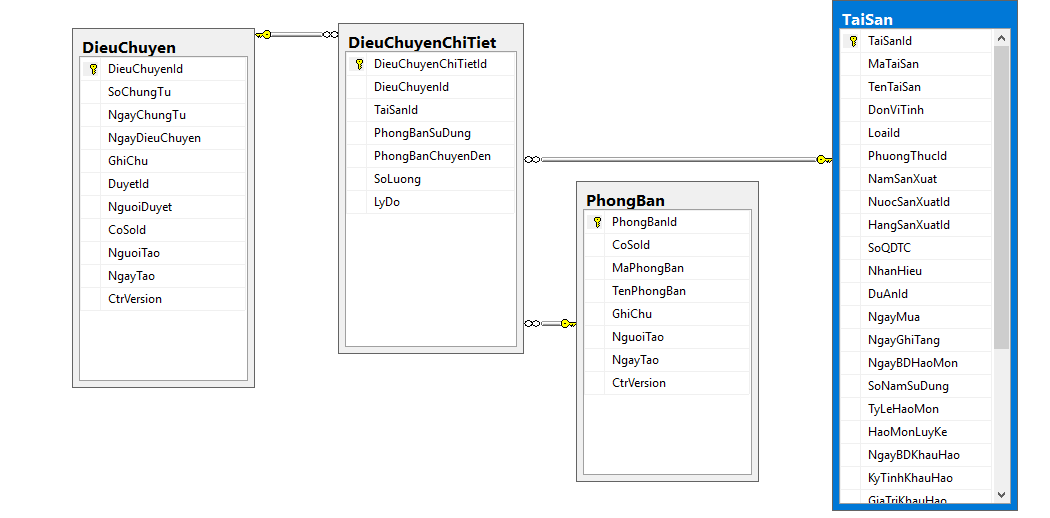 DieuChuyen
DieuChuyenId
SoChungTu
NgayChungTu
NgayDieuChuyen
GhiChu
DuyetId
NguoiDuyet
CoSoId
NguoiTao
NgayTao
CtrVersion
DieuChuyenChiTiet
DieuChuyenChiTietId
DieuChuyenId
TaiSanId
PhongBanSuDung
PhongBanChuyenDen
SoLuong
LyDo
PhongBan
PhongBanId
CoSoId
MaPhongBan
TenPhongBan
GhiChu
NguoiTao
NgayTao
CtrVersion
TaiSan
TaiSanId
MaTaiSan
TenTaiSan
DonViTinh
LoaiId
PhuongThucId
NamSanXuat
NuocSanXuatId
HangSanXuatId
SoQDTC
NhanHieu
DuAnId
NgayMua
NgayGhiTang
NgayBDHaoMon
SoNamSuDung
TyLeHaoMon
HaoMonLuyKe
NgayBDKhauHao
KyTinhKhauHao
GiaTriKhauHao